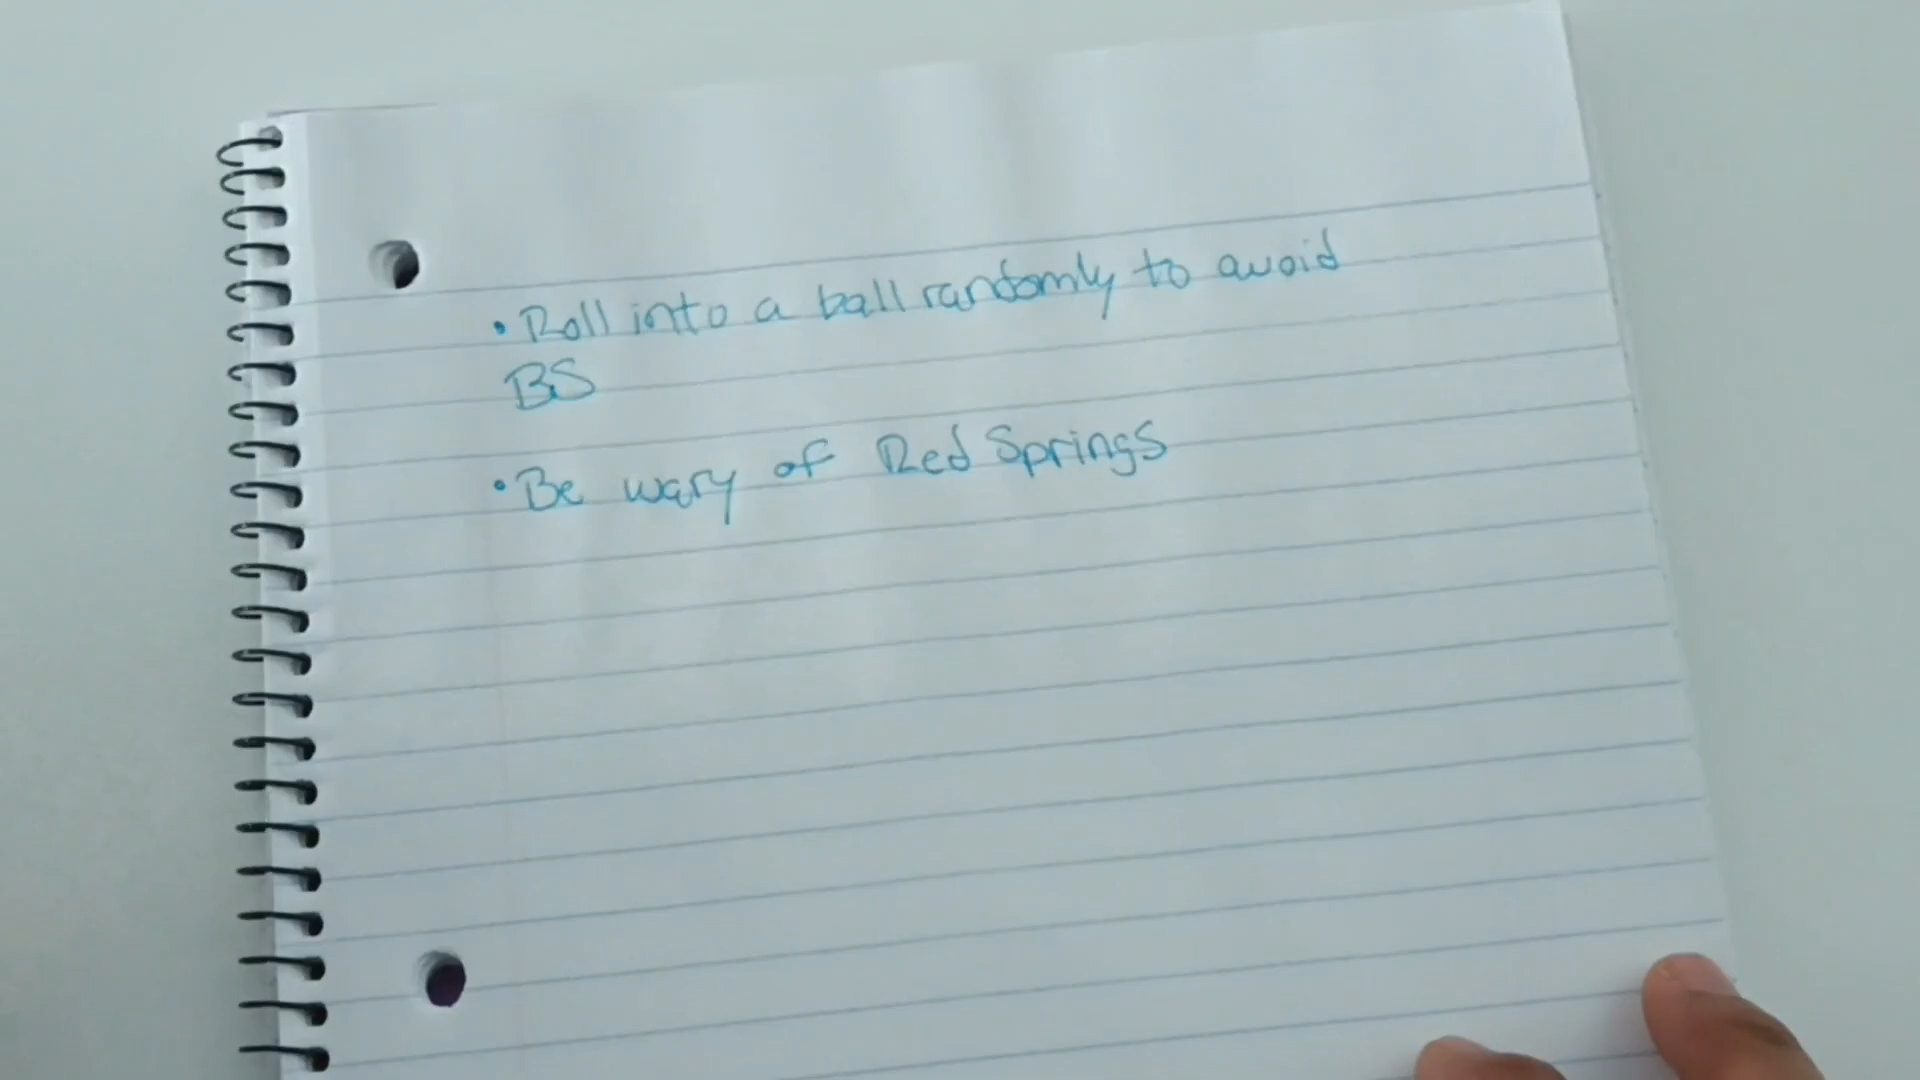 • Roll into a ball randomly to avoid
BS
• Be wary of Red Springs